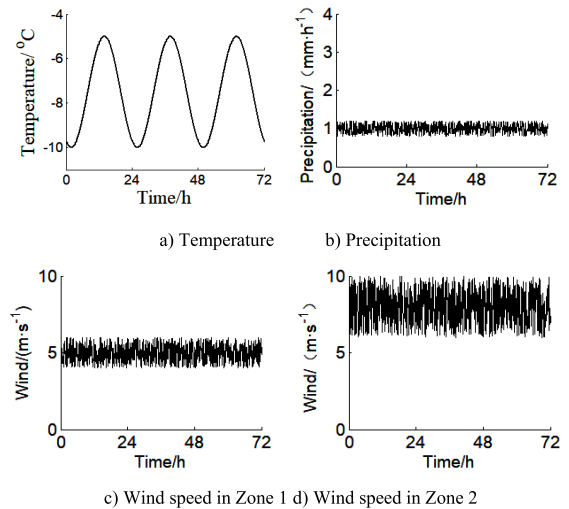 -4
-6
-8
-10
0
24
48
72
Temperature/ °C
Time/h
4
3
2
1
0
0
24
48
72
Precipitation/（mm·h⁻¹)
Time/h
a) Temperature
b) Precipitation
10
5
0
0
24
48
72
Wind/(m·s⁻¹)
Time/h
10
5
0
0
24
48
72
Wind/（m·s⁻¹)
Time/h
c) Wind speed in Zone 1 d) Wind speed in Zone 2